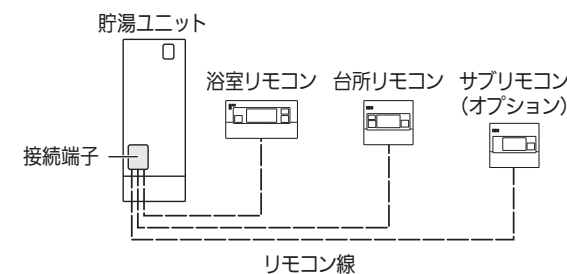 貯湯ユニット
浴室リモコン
台所リモコン
サブリモコン
（オプション）
接続端子
リモコン線